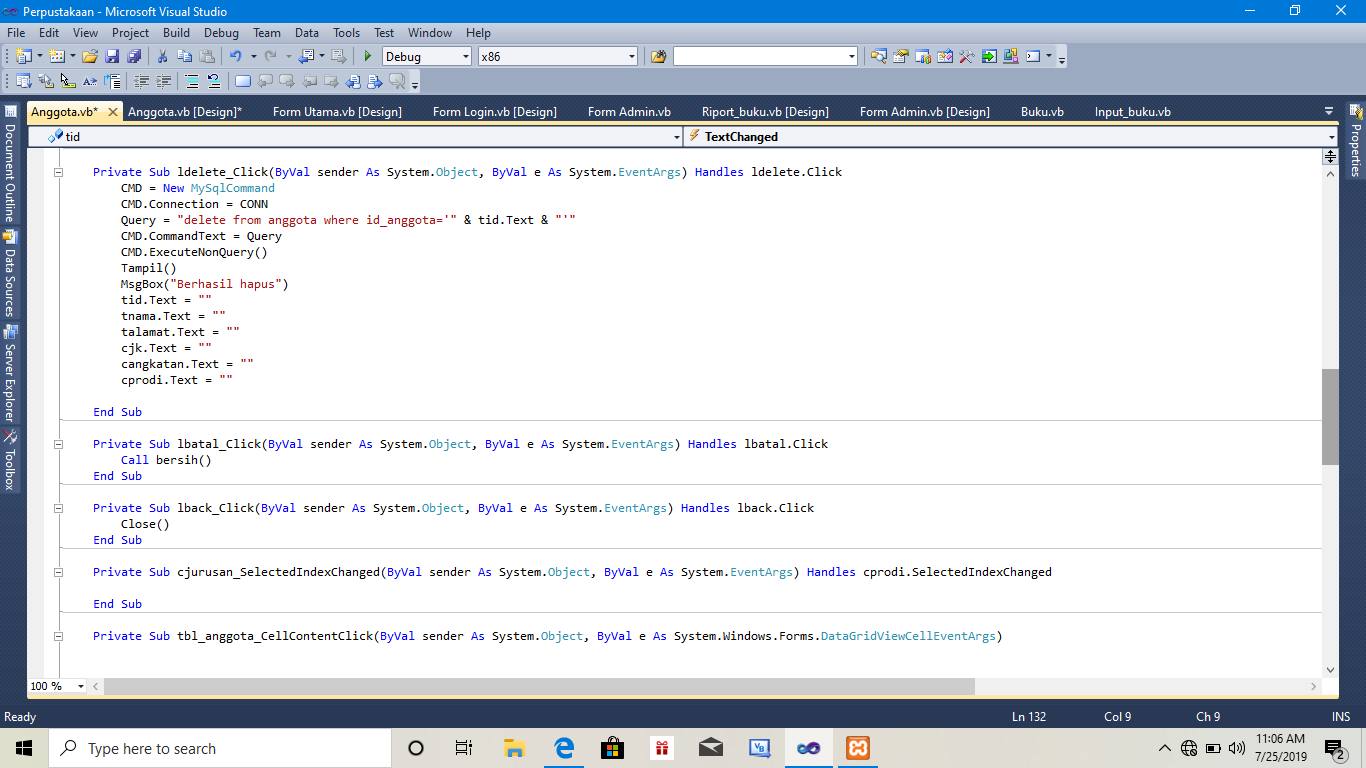 Perpustakaan - Microsoft Visual Studio
File Edit View Project Build Debug Team Data Tools Test Window Help
Debug x86
Anggota.vb* Anggota.vb [Design]* Form Utama.vb [Design] Form Login.vb [Design] Form Admin.vb Riport_buku.vb [Design] Form Admin.vb [Design] Buku.vb Input_buku.vb
tid TextChanged
Document Outline
Data Sources
Server Explorer
Toolbox
Properties
Private Sub ldelete_Click(ByVal sender As System.Object, ByVal e As System.EventArgs) Handles ldelete.Click
CMD = New MySqlCommand
CMD.Connection = CONN
Query = "delete from anggota where id_anggota='" & tid.Text & "'"
CMD.CommandText = Query
CMD.ExecuteNonQuery()
Tampil()
MsgBox("Berhasil hapus")
tid.Text = ""
tnama.Text = ""
talamat.Text = ""
cjk.Text = ""
cangkatan.Text = ""
cprodi.Text = ""
End Sub
Private Sub lbatal_Click(ByVal sender As System.Object, ByVal e As System.EventArgs) Handles lbatal.Click
Call bersih()
End Sub
Private Sub lback_Click(ByVal sender As System.Object, ByVal e As System.EventArgs) Handles lback.Click
Close()
End Sub
Private Sub cjurusan_SelectedIndexChanged(ByVal sender As System.Object, ByVal e As System.EventArgs) Handles cprodi.SelectedIndexChanged
End Sub
Private Sub tbl_anggota_CellContentClick(ByVal sender As System.Object, ByVal e As System.Windows.Forms.DataGridViewCellEventArgs)
100 %
Ready Ln 132 Col 9 Ch 9 INS
Type here to search
11:06 AM
7/25/2019
2